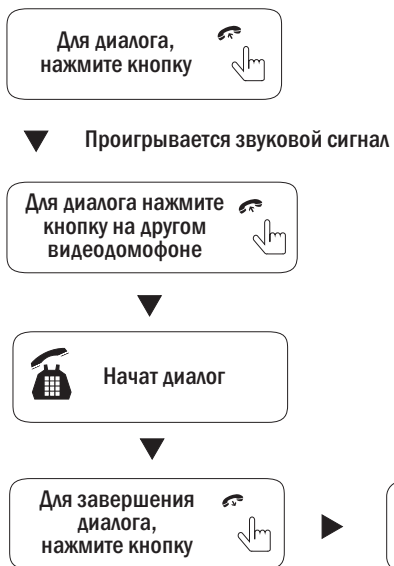 Для диалога,
нажмите кнопку
Проигрывается звуковой сигнал
Для диалога нажмите
кнопку на другом
видеодомофоне
Начат диалог
Для завершения
диалога,
нажмите кнопку